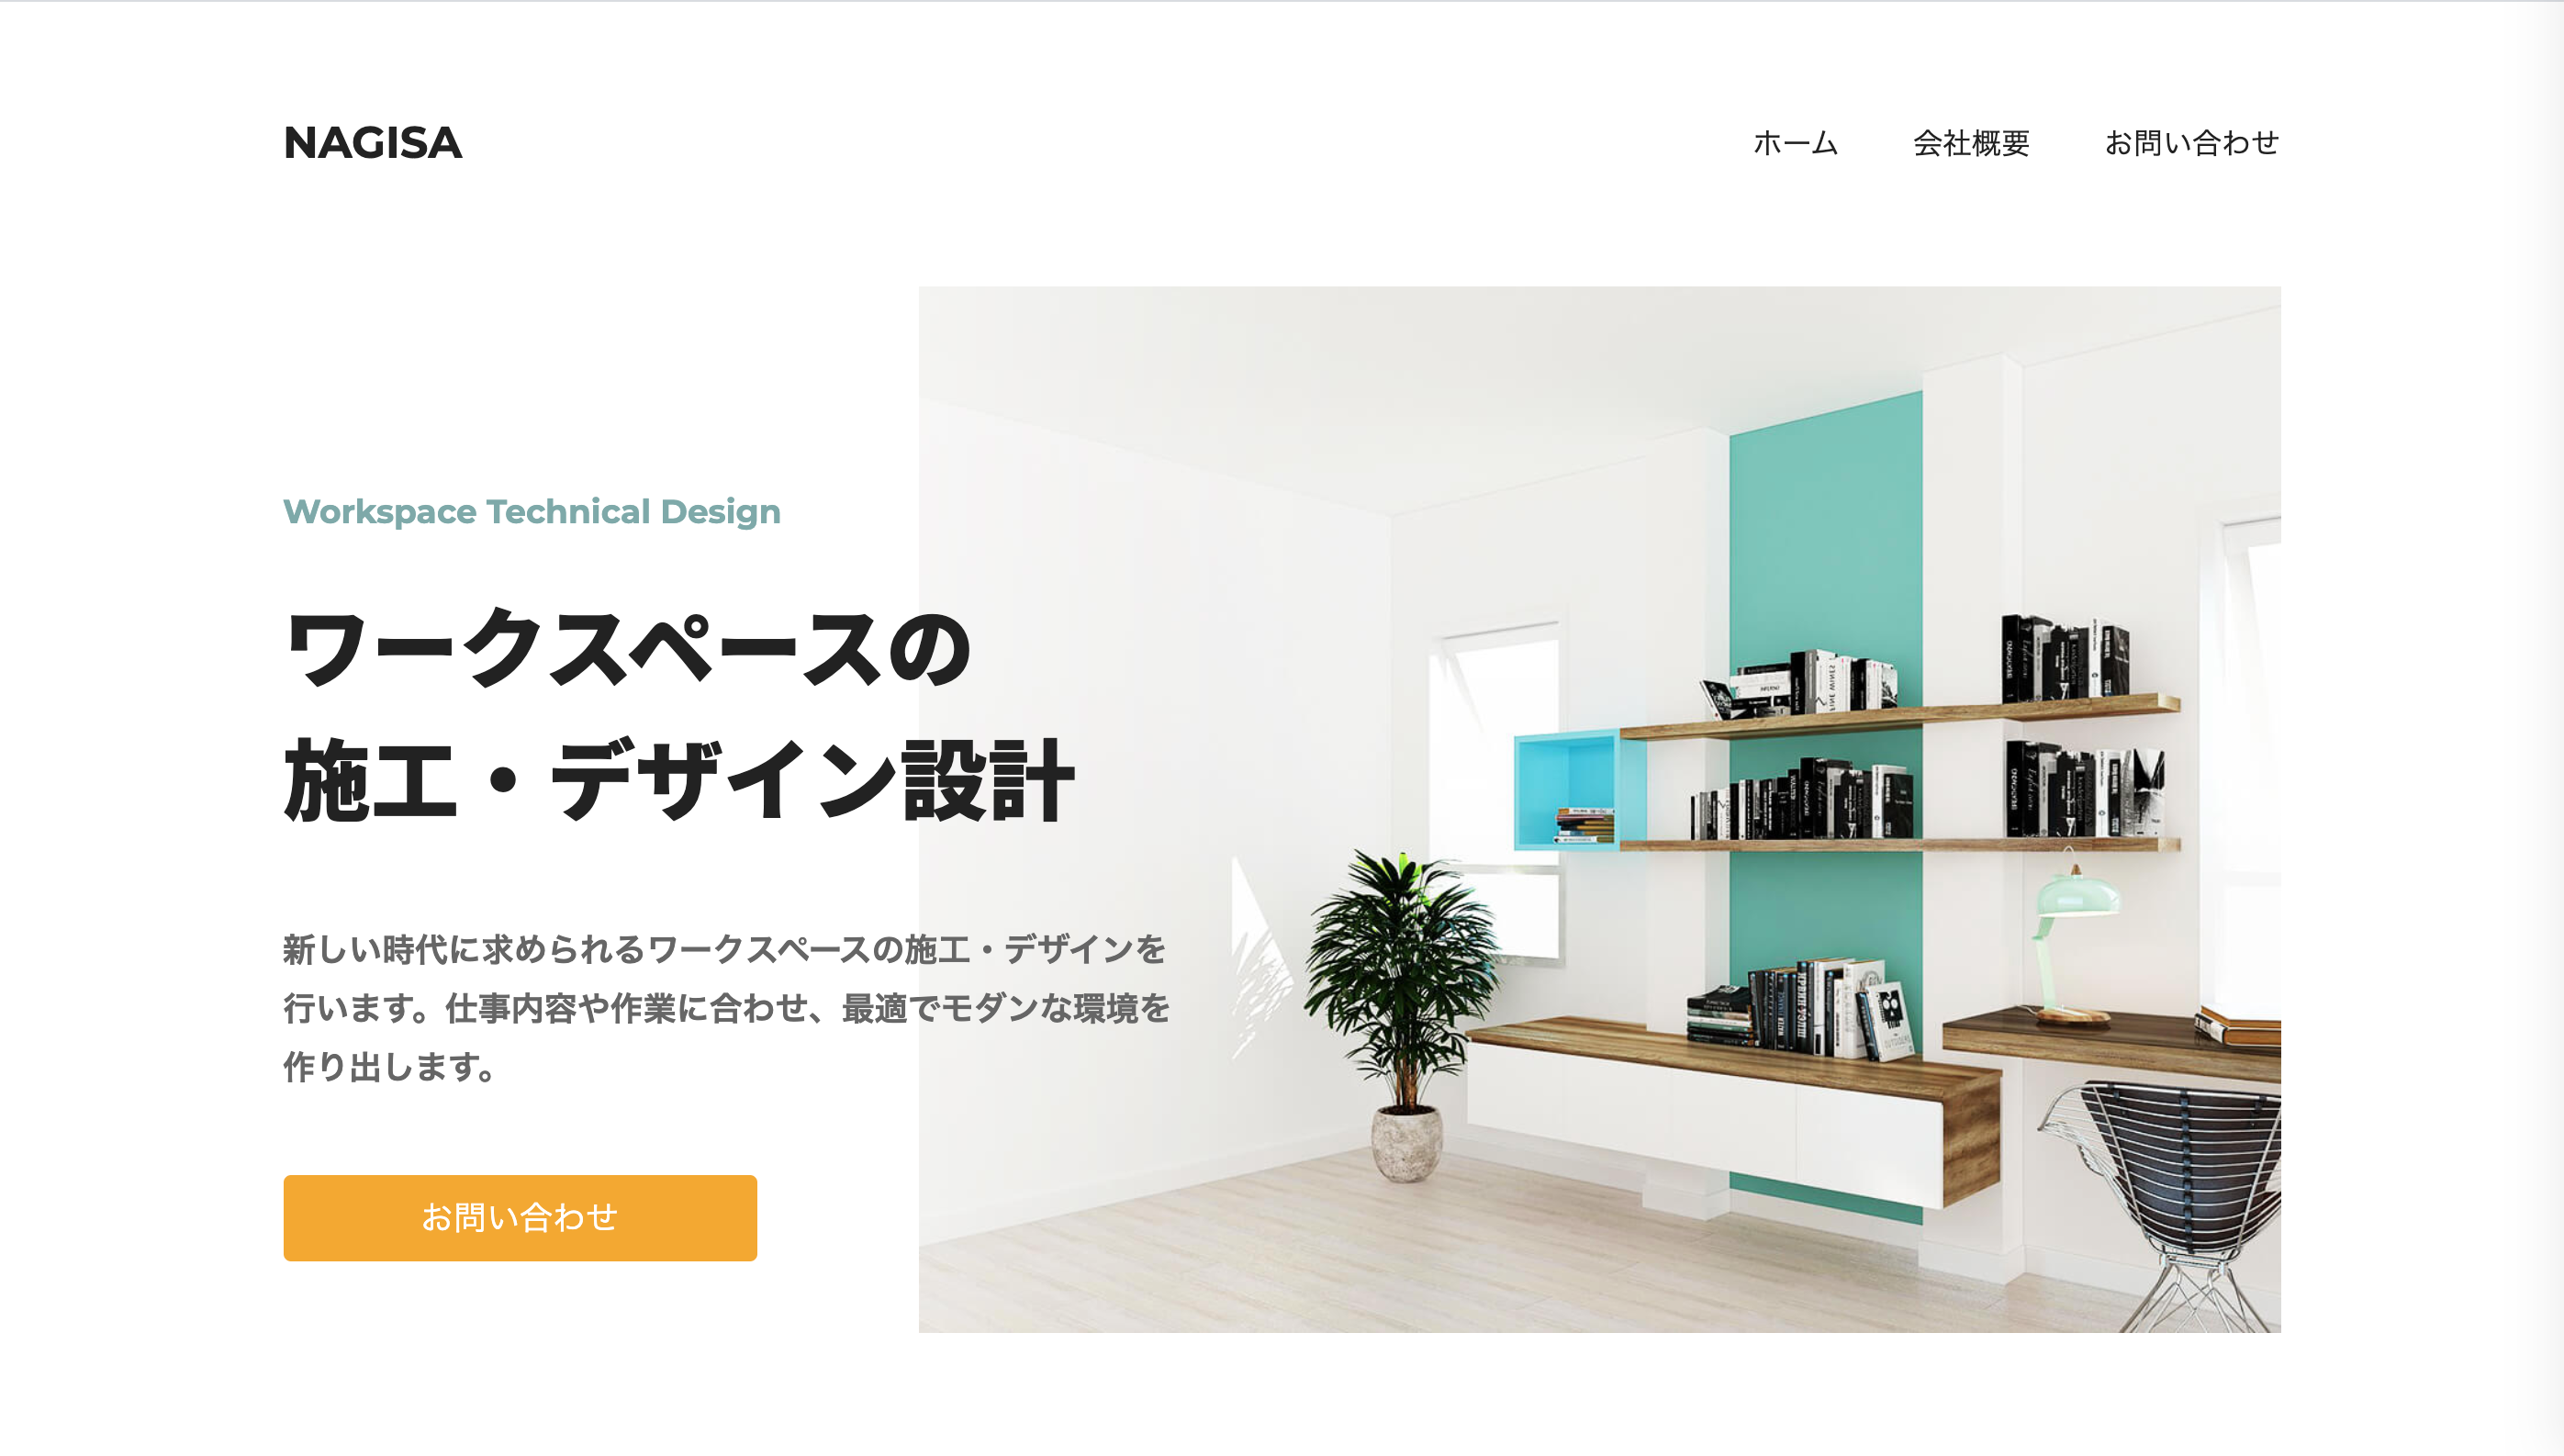 NAGISA
ホーム 会社概要 お問い合わせ
Workspace Technical Design
ワークスペースの
施工・デザイン設計
新しい時代に求められるワークスペースの施工・デザインを
行います。仕事内容や作業に合わせ、最適でモダンな環境を
作り出します。
お問い合わせ